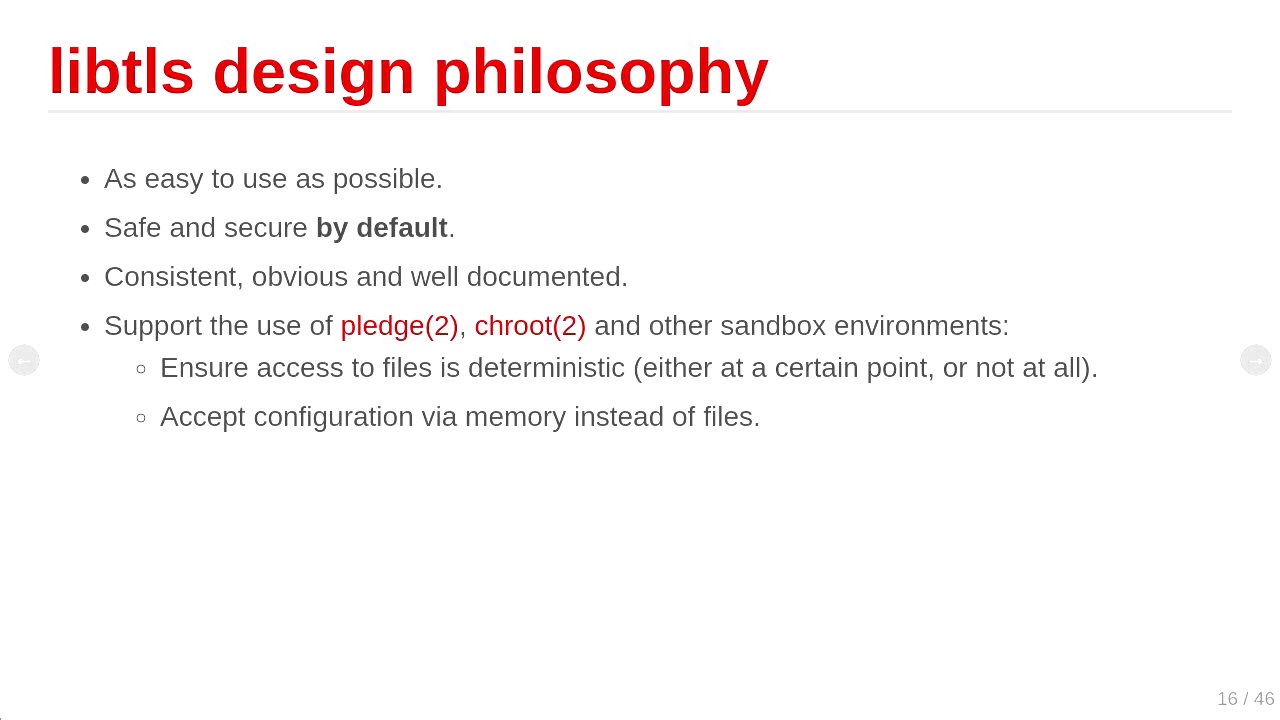 libtls design philosophy
• As easy to use as possible.
• Safe and secure by default.
• Consistent, obvious and well documented.
• Support the use of pledge(2), chroot(2) and other sandbox environments:
◦ Ensure access to files is deterministic (either at a certain point, or not at all).
◦ Accept configuration via memory instead of files.
←
→
16 / 46